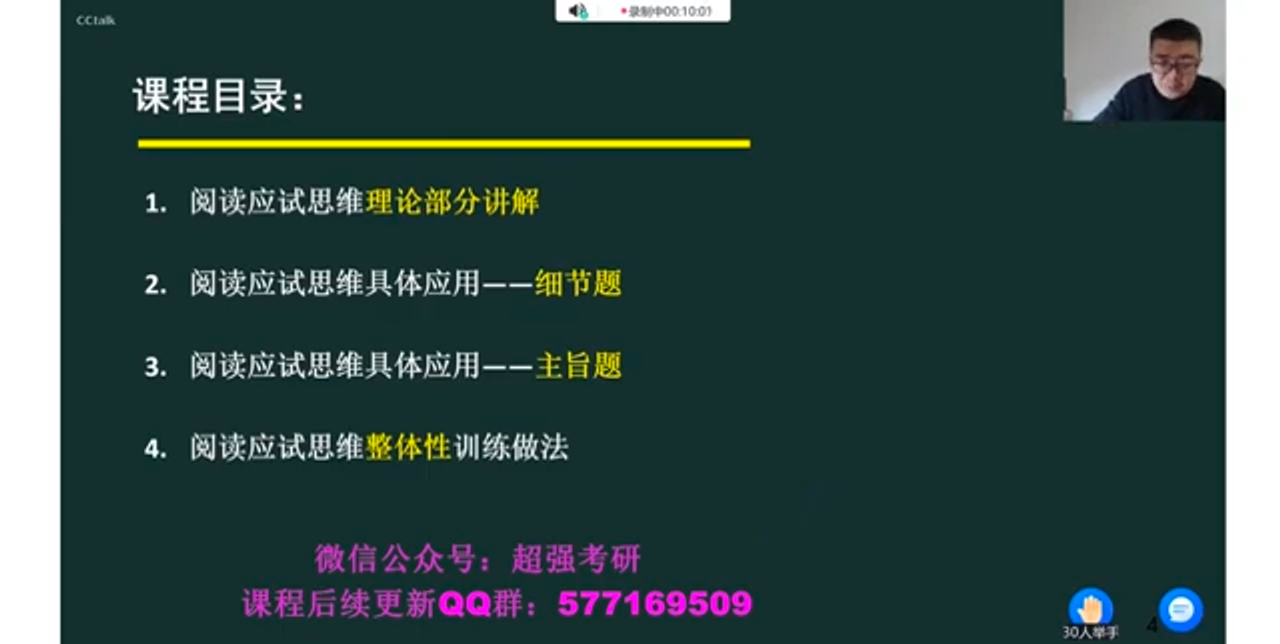 CCtalk
录制中00:10:01
课程目录：
1. 阅读应试思维理论部分讲解
2. 阅读应试思维具体应用——细节题
3. 阅读应试思维具体应用——主旨题
4. 阅读应试思维整体性训练做法
微信公众号：超强考研
课程后续更新QQ群：577169509
30人举手
4